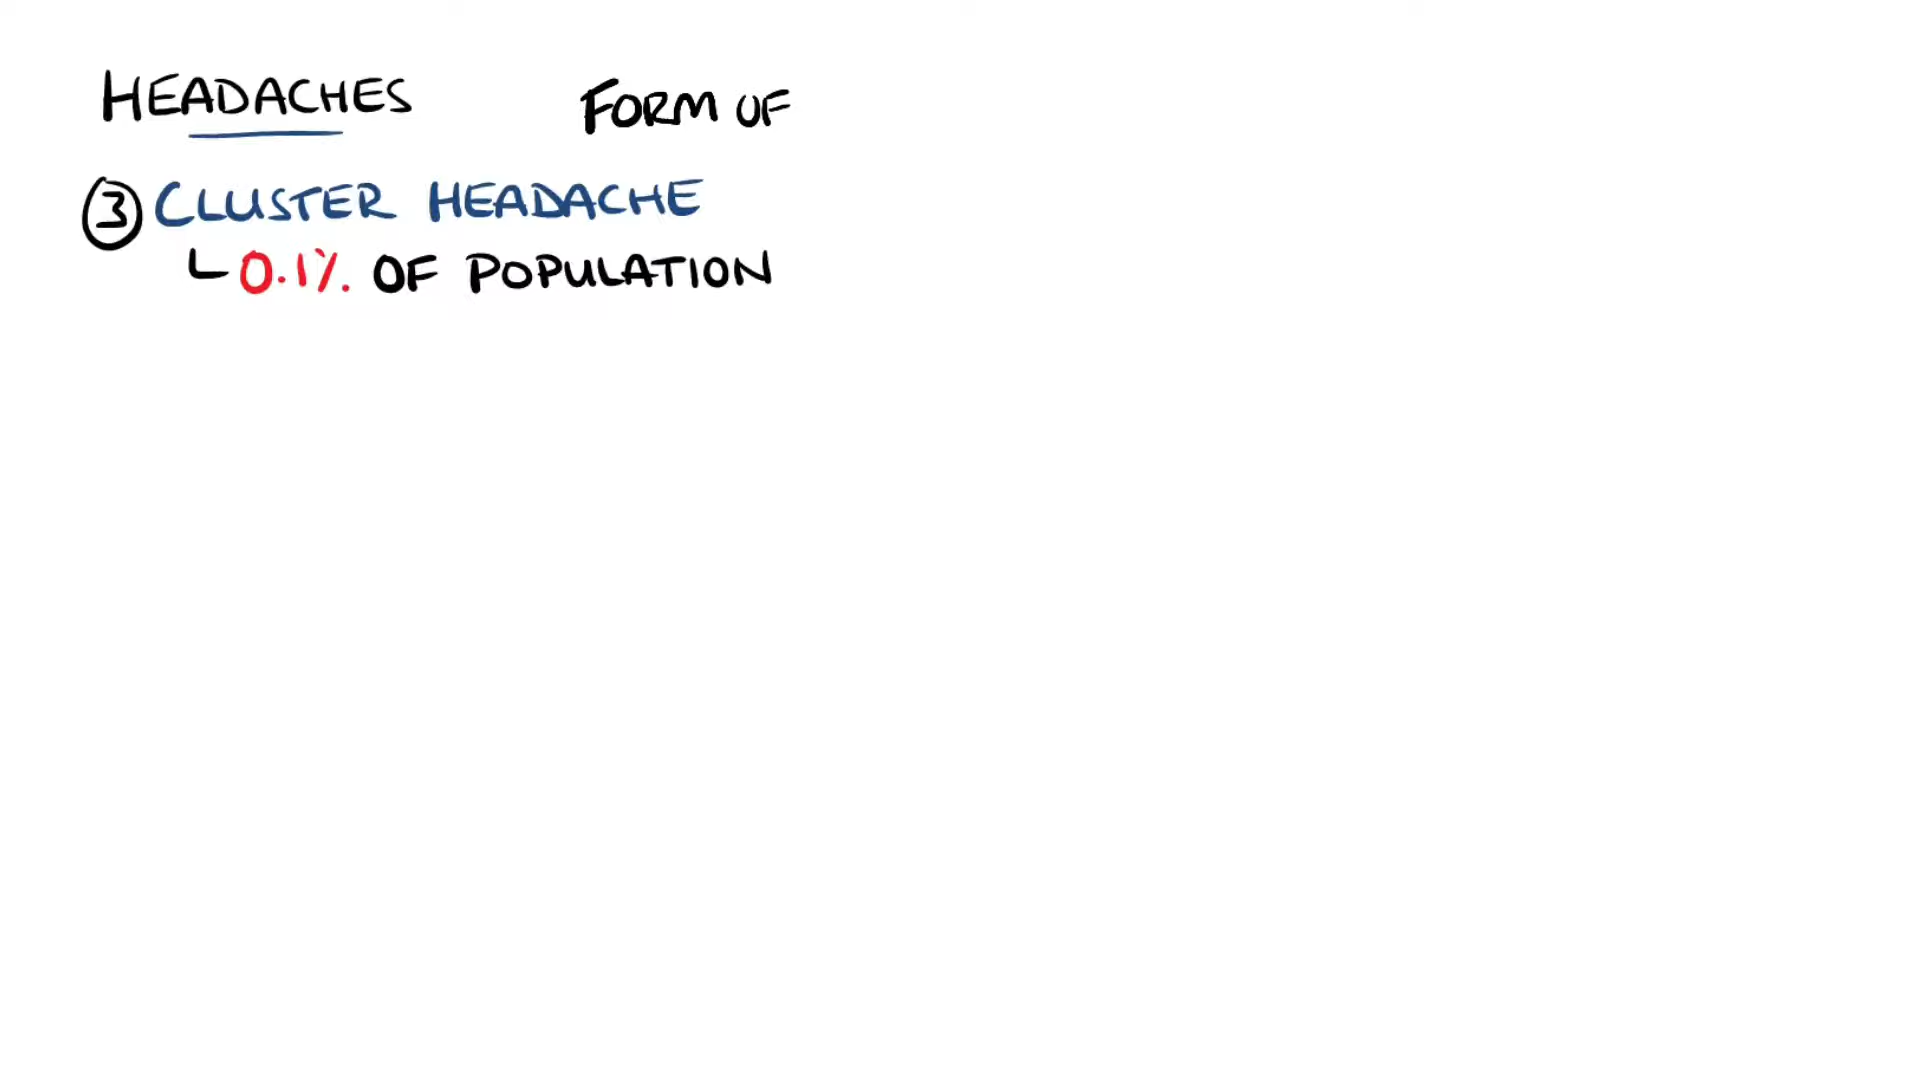 HEADACHES
FORM OF
3 CLUSTER HEADACHE
0.1% OF POPULATION